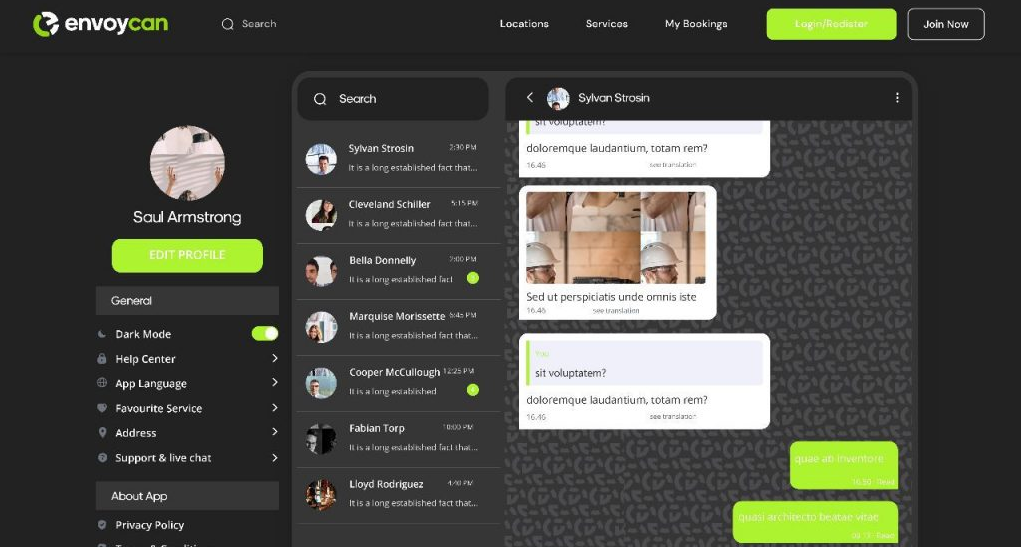 envoycan
Search
Locations
Services
My Bookings
Login/Register
Join Now
Saul Armstrong
EDIT PROFILE
General
Dark Mode
Help Center
App Language
Favourite Service
Address
Support & live chat
About App
Privacy Policy
Search
Sylvan Strosin 2:30 PM
It is a long established fact that...
Cleveland Schiller 5:15 PM
It is a long established fact that...
Bella Donnelly 2:00 PM
It is a long established fact
Marquise Morissette 6:45 PM
It is a long established fact that...
Cooper McCullough 12:25 PM
It is a long established
Fabian Torp 10:00 PM
It is a long established fact that...
Lloyd Rodriguez 4:40 PM
It is a long established fact that...
Sylvan Strosin
sit voluptatem?
doloremque laudantium, totam rem?
16.46 see translation
Sed ut perspiciatis unde omnis iste
16.46 see translation
You
sit voluptatem?
doloremque laudantium, totam rem?
16.46 see translation
quae ab inventore
16.50 · Read
quasi architecto beatae vitae
Read